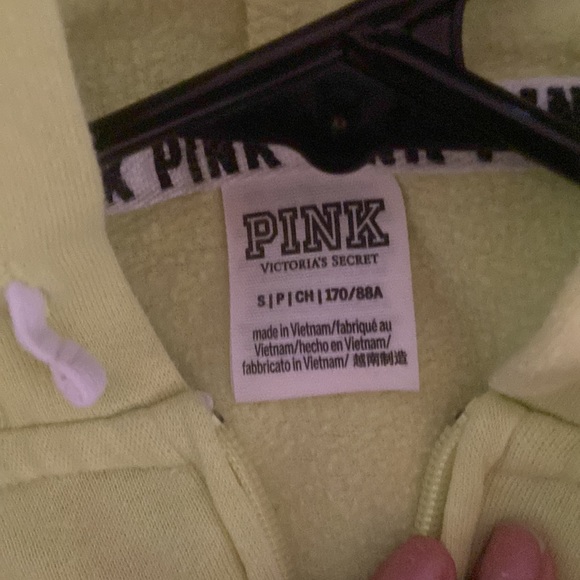 K PINK
PINK
VICTORIA'S SECRET
S|P|CH|170/88A
made in Vietnam/fabriqué au
Vietnam/hecho en Vietnam/
fabbricato in Vietnam/ 越南制造